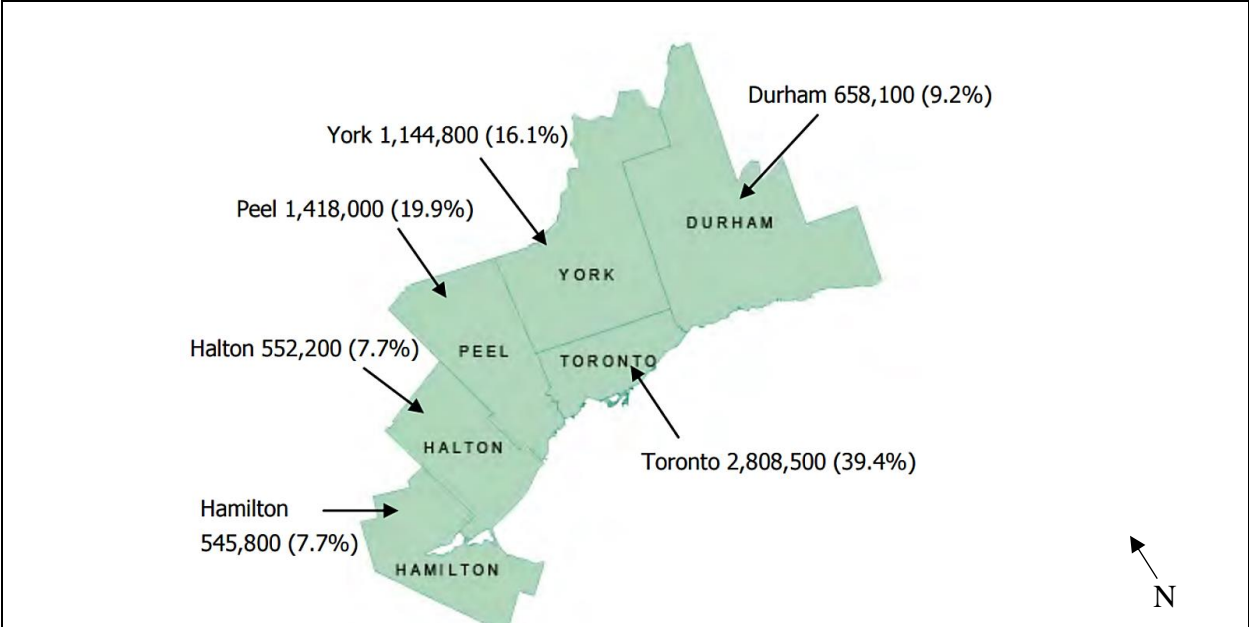 Durham 658,100 (9.2%)
York 1,144,800 (16.1%)
Peel 1,418,000 (19.9%)
DURHAM
YORK
Halton 552,200 (7.7%)
PEEL
TORONTO
HALTON
Toronto 2,808,500 (39.4%)
Hamilton
545,800 (7.7%)
HAMILTON
N